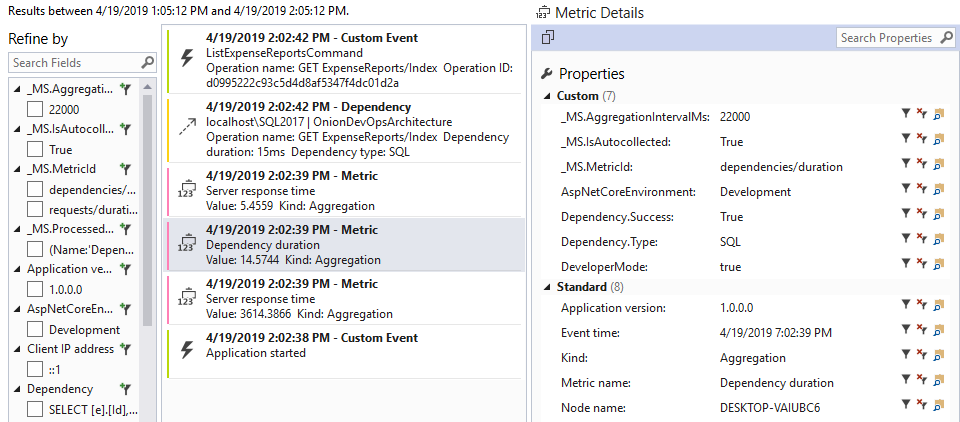 Results between 4/19/2019 1:05:12 PM and 4/19/2019 2:05:12 PM.
Refine by
Search Fields
_MS.Aggregati...
22000
_MS.IsAutocoll...
True
_MS.MetricId
dependencies/...
requests/durati...
_MS.Processed...
(Name:'Depen...
Application ve...
1.0.0.0
AspNetCoreEn...
Development
Client IP address
::1
Dependency
SELECT [e].[Id],...
4/19/2019 2:02:42 PM - Custom Event
ListExpenseReportsCommand
Operation name: GET ExpenseReports/Index Operation ID:
d0995222c93c5d4d8af5347f4dc01d2a
4/19/2019 2:02:42 PM - Dependency
localhost\SQL2017 | OnionDevOpsArchitecture
Operation name: GET ExpenseReports/Index Dependency
duration: 15ms Dependency type: SQL
123
4/19/2019 2:02:39 PM - Metric
Server response time
Value: 5.4559 Kind: Aggregation
123
4/19/2019 2:02:39 PM - Metric
Dependency duration
Value: 14.5744 Kind: Aggregation
123
4/19/2019 2:02:39 PM - Metric
Server response time
Value: 3614.3866 Kind: Aggregation
4/19/2019 2:02:38 PM - Custom Event
Application started
123
Metric Details
Search Properties
Properties
Custom (7)
_MS.AggregationIntervalMs: 22000
_MS.IsAutocollected: True
_MS.MetricId: dependencies/duration
AspNetCoreEnvironment: Development
Dependency.Success: True
Dependency.Type: SQL
DeveloperMode: true
Standard (8)
Application version: 1.0.0.0
Event time: 4/19/2019 7:02:39 PM
Kind: Aggregation
Metric name: Dependency duration
Node name: DESKTOP-VAIUBC6